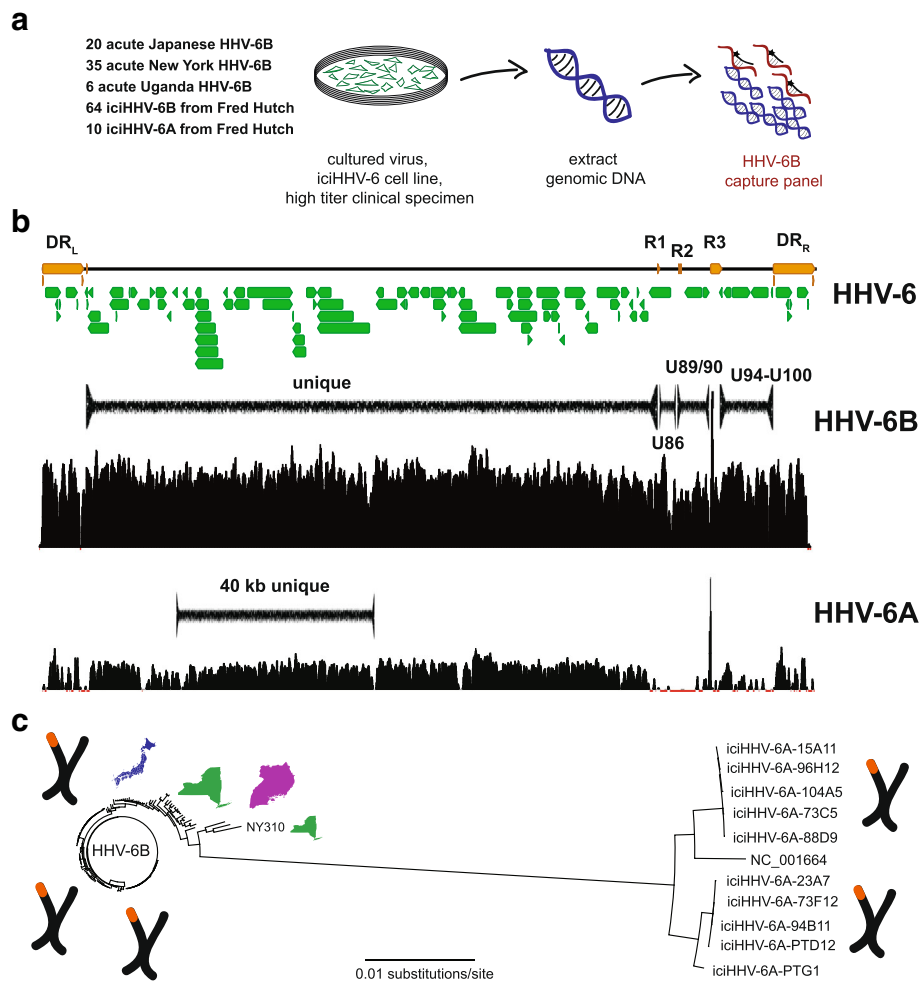 a
20 acute Japanese HHV-6B
35 acute New York HHV-6B
6 acute Uganda HHV-6B
64 iciHHV-6B from Fred Hutch
10 iciHHV-6A from Fred Hutch
cultured virus,
iciHHV-6 cell line,
high titer clinical specimen
extract
genomic DNA
HHV-6B
capture panel
b
DRL
R1
R2
R3
DRR
HHV-6
unique
U89/90
U94-U100
U86
HHV-6B
40 kb unique
HHV-6A
c
HHV-6B
NY310
iciHHV-6A-15A11
iciHHV-6A-96H12
iciHHV-6A-104A5
iciHHV-6A-73C5
iciHHV-6A-88D9
NC_001664
iciHHV-6A-23A7
iciHHV-6A-73F12
iciHHV-6A-94B11
iciHHV-6A-PTD12
iciHHV-6A-PTG1
0.01 substitutions/site